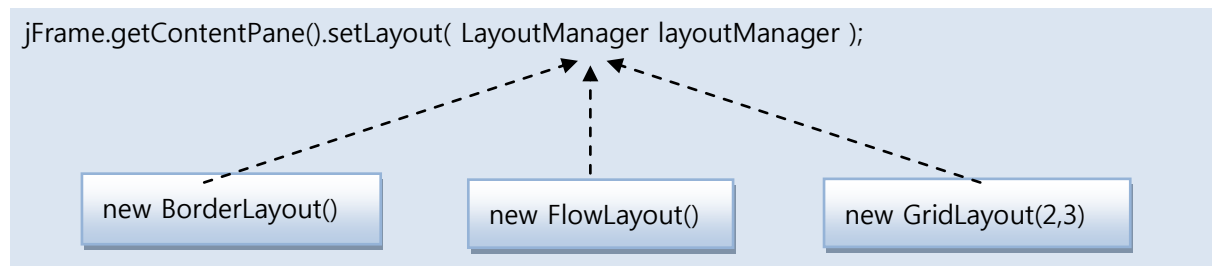 jFrame.getContentPane().setLayout( LayoutManager layoutManager );
new BorderLayout()
new FlowLayout()
new GridLayout(2,3)